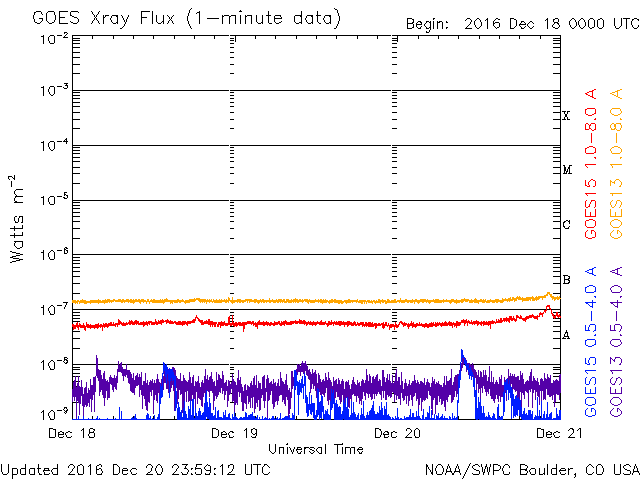 GOES Xray Flux (1-minute data)
Begin: 2016 Dec 18 0000 UTC
10⁻²
10⁻³
10⁻⁴
10⁻⁵
10⁻⁶
10⁻⁷
10⁻⁸
10⁻⁹
Watts m⁻²
X
M
C
B
A
GOES15 1.0-8.0 A
GOES13 1.0-8.0 A
GOES15 0.5-4.0 A
GOES13 0.5-4.0 A
Dec 18
Dec 19
Dec 20
Dec 21
Universal Time
Updated 2016 Dec 20 23:59:12 UTC
NOAA/SWPC Boulder, CO USA